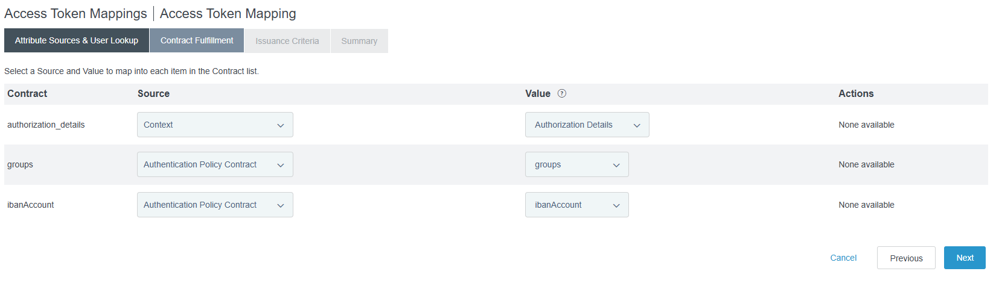 Access Token Mappings | Access Token Mapping
Attribute Sources & User Lookup Contract Fulfillment Issuance Criteria Summary
Select a Source and Value to map into each item in the Contract list.
Contract Source Value ? Actions
authorization_details Context Authorization Details None available
groups Authentication Policy Contract groups None available
ibanAccount Authentication Policy Contract ibanAccount None available
Cancel Previous Next